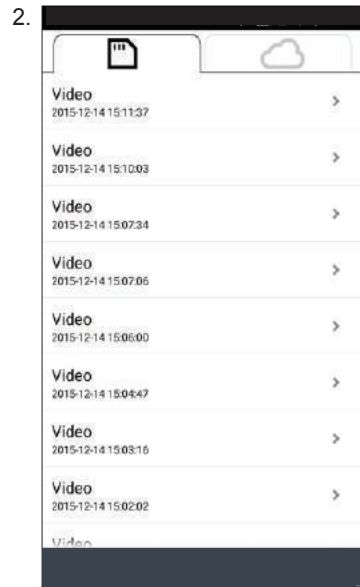 2.
Video
2015-12-14 15:11:37
Video
2015-12-14 15:10:03
Video
2015-12-14 15:07:34
Video
2015-12-14 15:07:06
Video
2015-12-14 15:06:00
Video
2015-12-14 15:04:47
Video
2015-12-14 15:03:16
Video
2015-12-14 15:02:02
Video